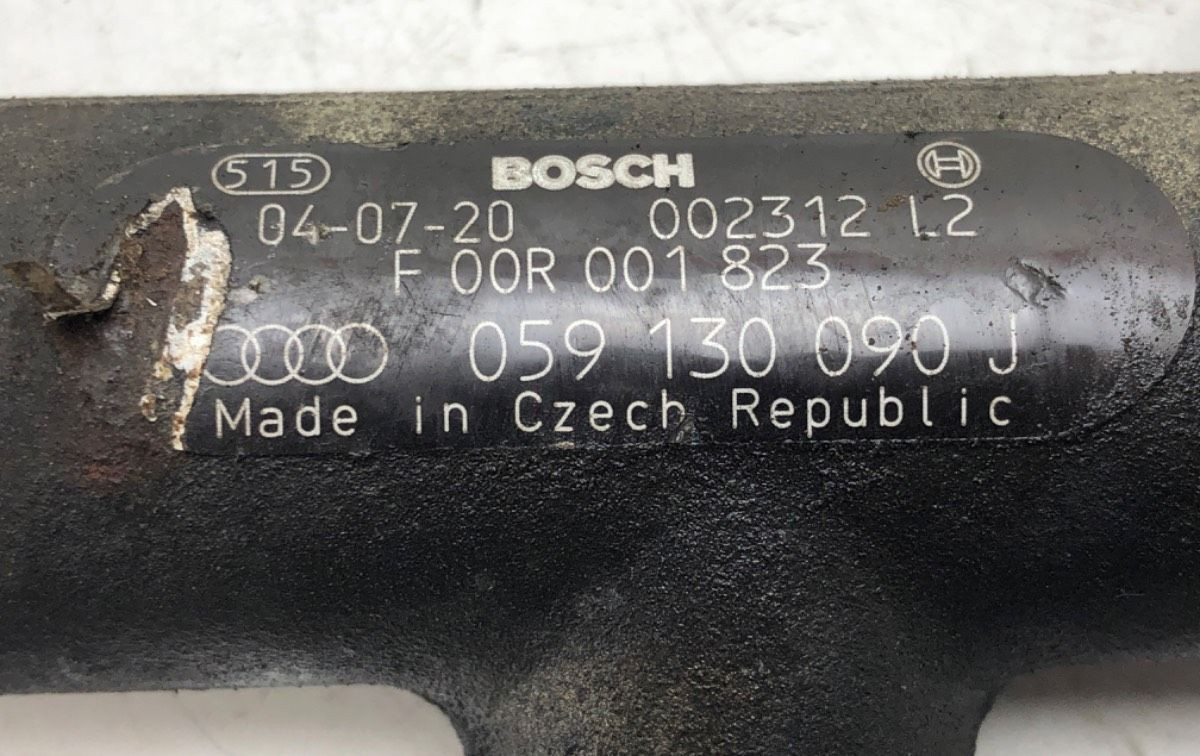 515 BOSCH
04-07-20 002312 L2
F 00R 001 823
059 130 090 J
Made in Czech Republic